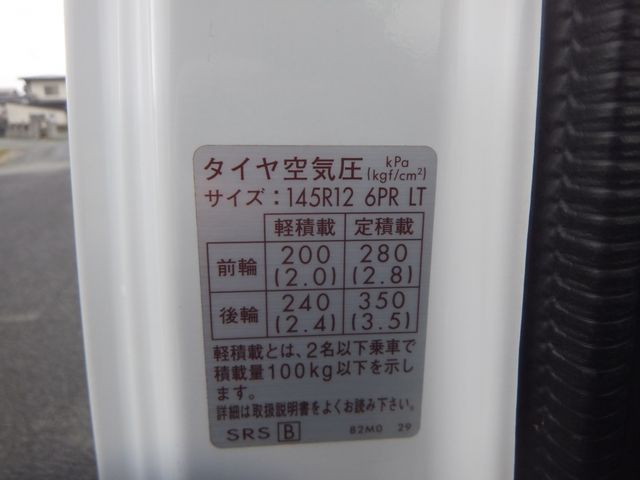 タイヤ空気圧 kPa (kgf/cm²)
サイズ：145R12 6PR LT
軽積載 定積載
前輪 200 (2.0) 280 (2.8)
後輪 240 (2.4) 350 (3.5)
軽積載とは、2名以下乗車で
積載量100kg以下を示し
ます。
詳細は取扱説明書をよくお読み下さい。
SRS B 82M0 29